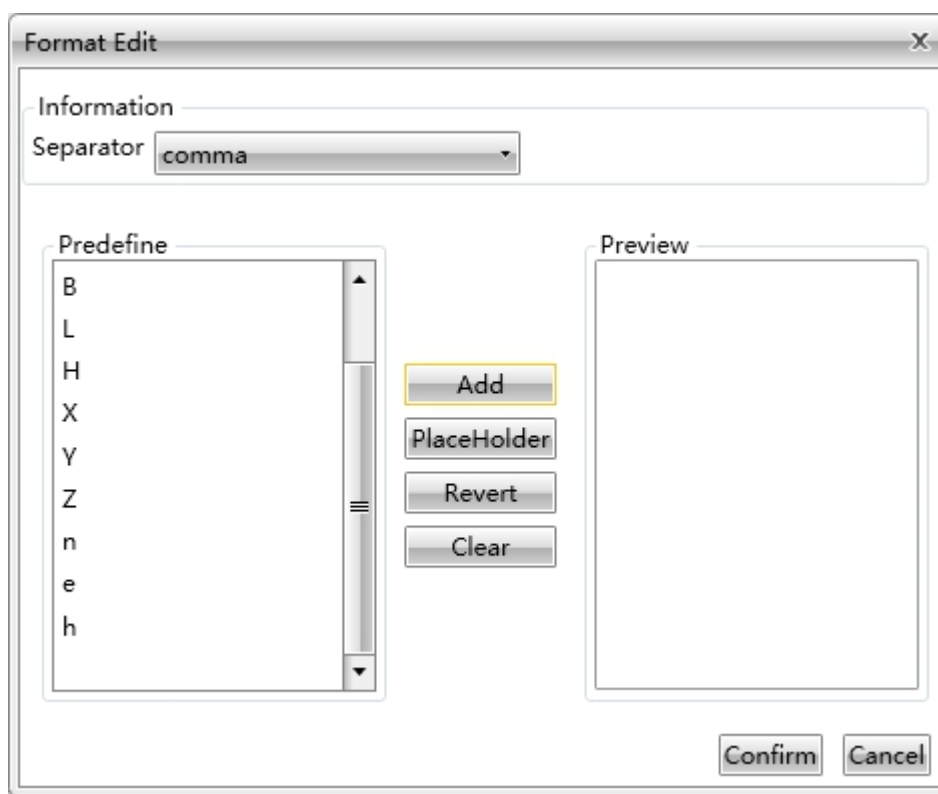 Format Edit
Information
Separator comma
Predefine
B
L
H
X
Y
Z
n
e
h
Add
PlaceHolder
Revert
Clear
Preview
Confirm Cancel